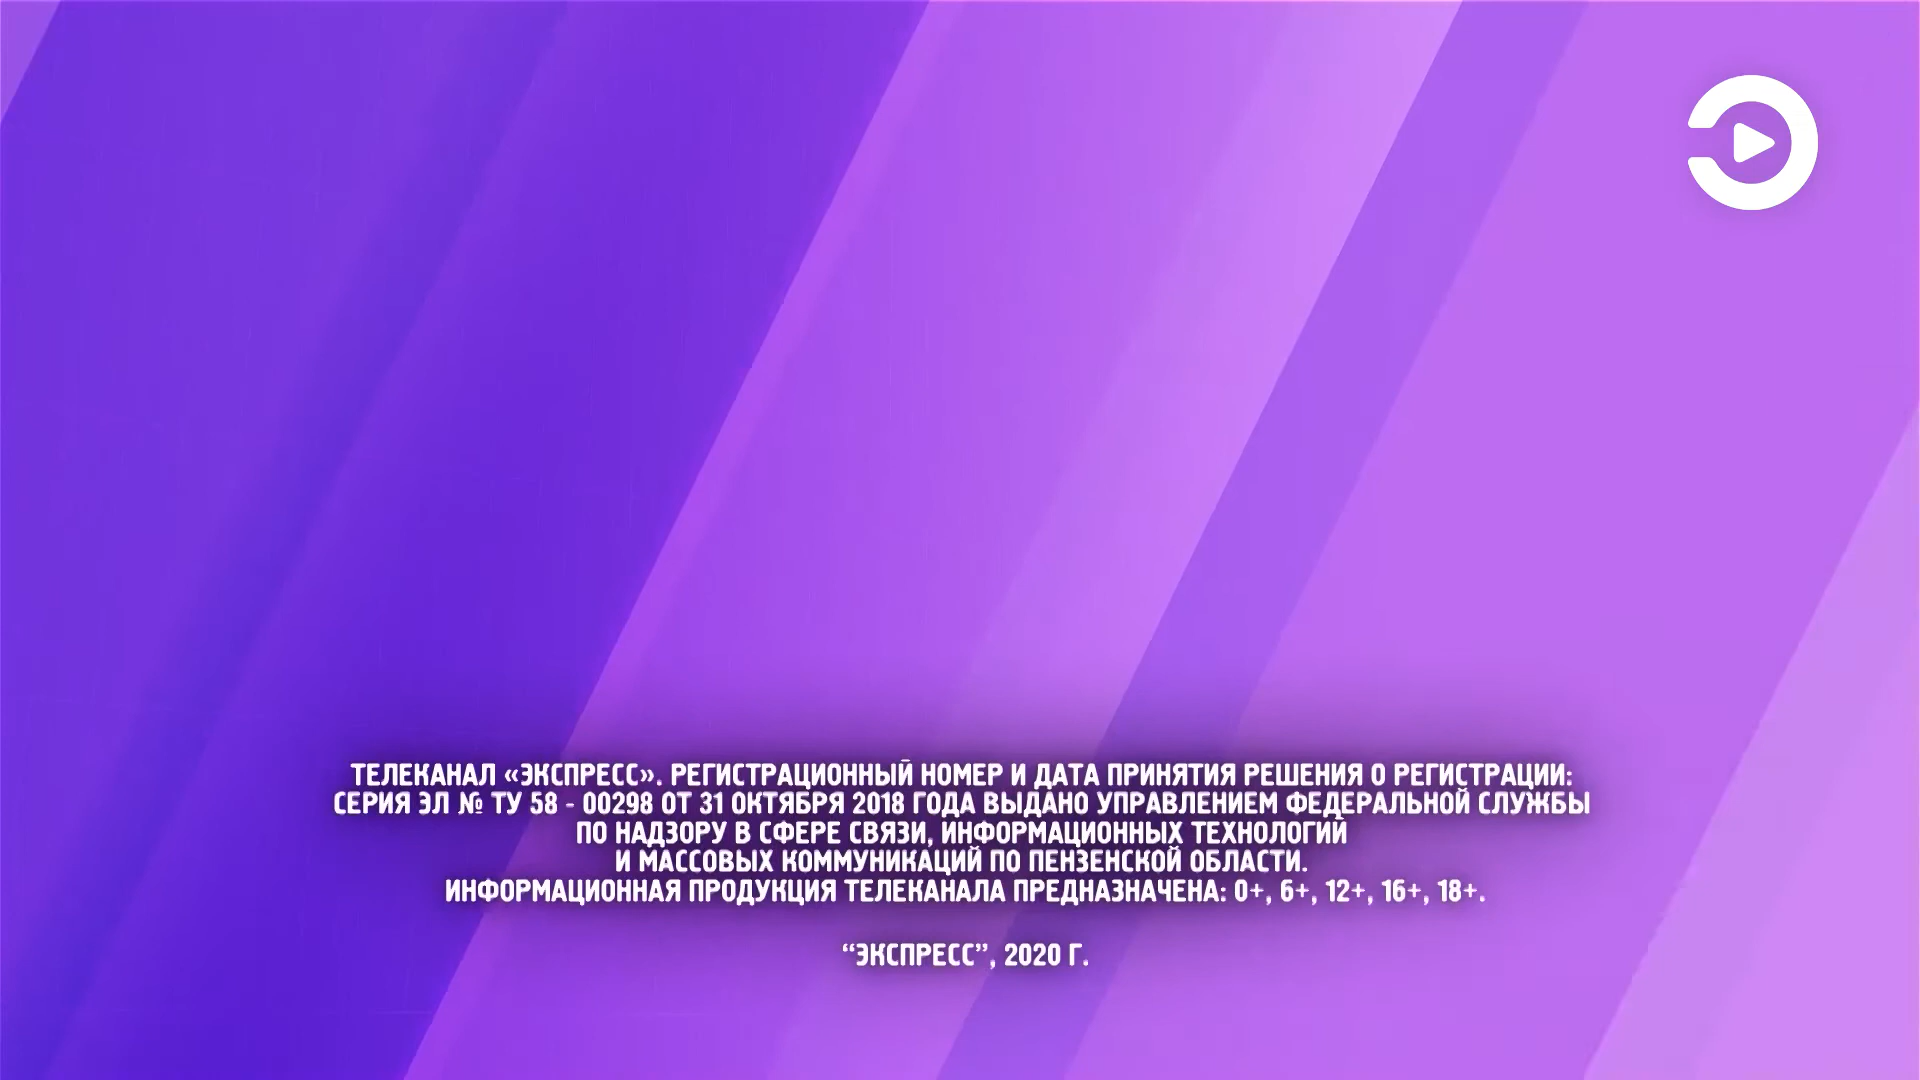 ТЕЛЕКАНАЛ «ЭКСПРЕСС». РЕГИСТРАЦИОННЫЙ НОМЕР И ДАТА ПРИНЯТИЯ РЕШЕНИЯ О РЕГИСТРАЦИИ:
СЕРИЯ ЭЛ № ТУ 58 - 00298 ОТ 31 ОКТЯБРЯ 2018 ГОДА ВЫДАНО УПРАВЛЕНИЕМ ФЕДЕРАЛЬНОЙ СЛУЖБЫ
ПО НАДЗОРУ В СФЕРЕ СВЯЗИ, ИНФОРМАЦИОННЫХ ТЕХНОЛОГИЙ
И МАССОВЫХ КОММУНИКАЦИЙ ПО ПЕНЗЕНСКОЙ ОБЛАСТИ.
ИНФОРМАЦИОННАЯ ПРОДУКЦИЯ ТЕЛЕКАНАЛА ПРЕДНАЗНАЧЕНА: 0+, 6+, 12+, 16+, 18+.
“ЭКСПРЕСС”, 2020 Г.